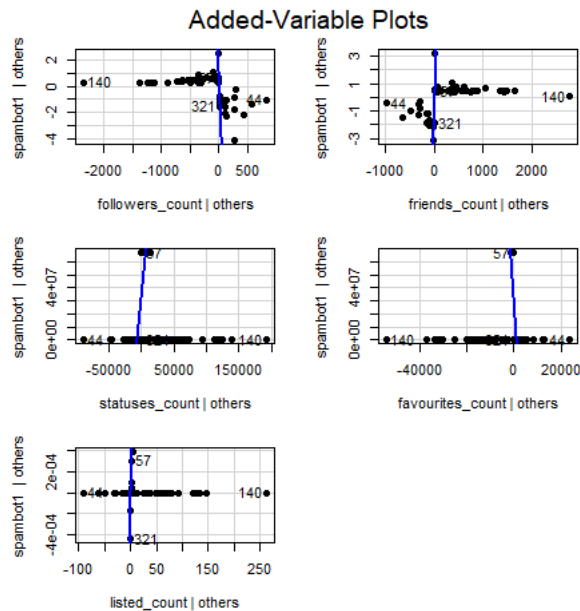 Added-Variable Plots
spambot1 | others
2
0
-2
-4
140
321
44
-2000
-1000
0
500
followers_count | others
spambot1 | others
3
1
-1
-3
44
321
140
-1000
0
1000
2000
friends_count | others
spambot1 | others
4e+07
0e+00
57
44
140
-50000
50000
150000
statuses_count | others
spambot1 | others
4e+07
0e+00
57
140
44
-40000
0
20000
favourites_count | others
spambot1 | others
2e-04
-4e-04
57
44
140
321
-100
0
50
150
250
listed_count | others